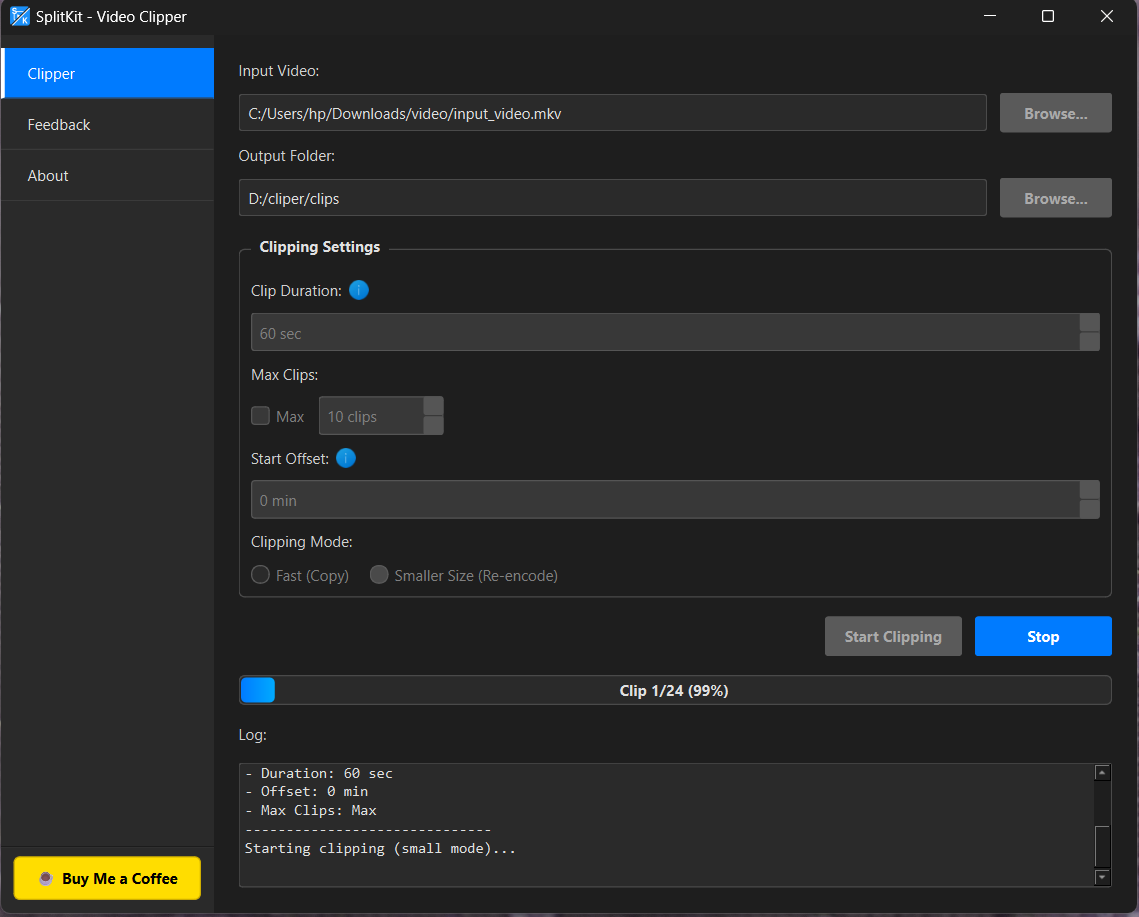 SplitKit - Video Clipper
Clipper
Feedback
About
Input Video:
C:/Users/hp/Downloads/video/input_video.mkv
Browse...
Output Folder:
D:/cliper/clips
Browse...
Clipping Settings
Clip Duration:
60 sec
Max Clips:
Max 10 clips
Start Offset:
0 min
Clipping Mode:
Fast (Copy) Smaller Size (Re-encode)
Start Clipping Stop
Clip 1/24 (99%)
Log:
- Duration: 60 sec
- Offset: 0 min
- Max Clips: Max
------------------------------
Starting clipping (small mode)...
Buy Me a Coffee